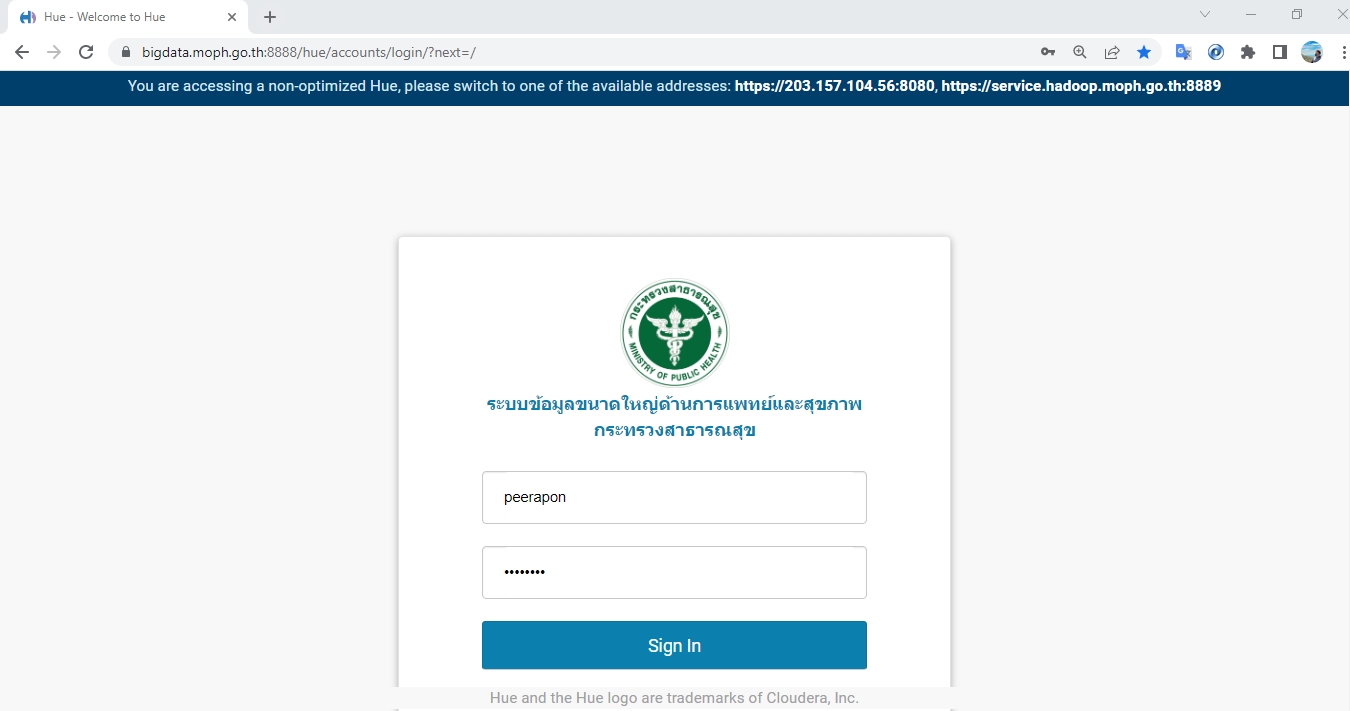 Hue - Welcome to Hue
bigdata.moph.go.th:8888/hue/accounts/login/?next=/
You are accessing a non-optimized Hue, please switch to one of the available addresses: https://203.157.104.56:8080, https://service.hadoop.moph.go.th:8889
กระทรวงสาธารณสุข
MINISTRY OF PUBLIC HEALTH
ระบบข้อมูลขนาดใหญ่ด้านการแพทย์และสุขภาพ
กระทรวงสาธารณสุข
peerapon
••••••••
Sign In
Hue and the Hue logo are trademarks of Cloudera, Inc.